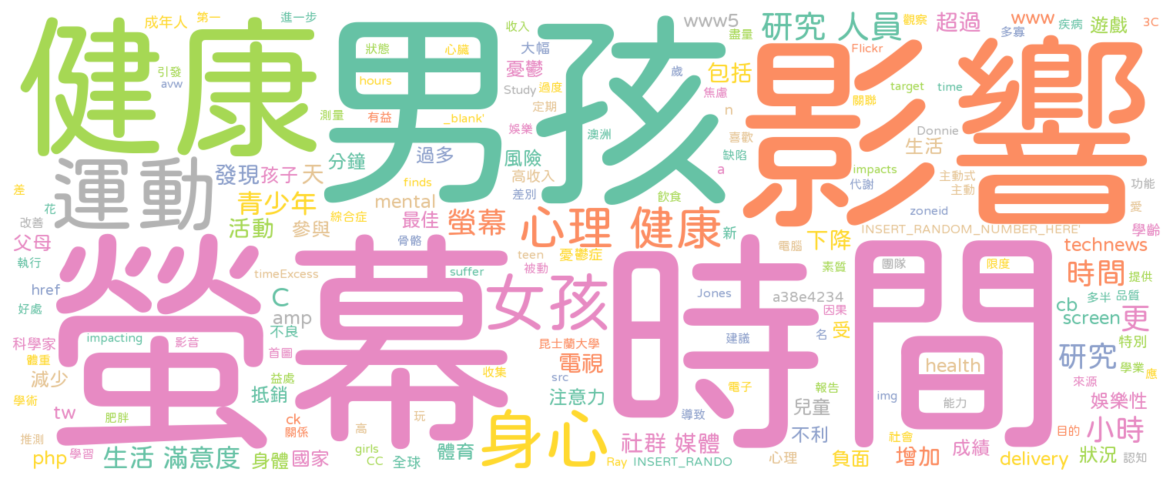 健康
男孩
影響
螢幕時間
運動
身心
女孩
心理 健康
研究 人員
螢幕
青少年
發現
孩子
天
活動
參與
mental
最佳
過多
風險
分鐘
憂鬱
包括
www5
www
超過
遊戲
生活
成年人
第一
進一步
狀態
心臟
收入
大幅
引發
avw
hours
測量
有益
_blank'
Study
過度
定期
娛樂
澳洲
焦慮
n
喜歡
缺陷
a
盡量
觀察
多寡
疾病
3C
Flickr
關聯
target
time
Donnie
impacts
代謝
主動式
主動
功能
愛
zoneid
INSERT_RANDOM_NUMBER_HERE'
學齡
差
花
改善
父母
執行
綜合症
finds
高收入
差別
飲食
骨骼
teen
被動
憂鬱症
新
電腦
下降
素質
團隊
限度
technews
時間
提供
href
timeExcess
suffer
Jones
a38e4234
因果
cb
多半
品質
screen
更
好處
C
amp
不良
impacting
影音
首圖
科學家
體重
減少
益處
抵銷
收集
昆士蘭大學
電視
src
注意力
建議
名
受
health
研究
特別
學業
應
來源
學術
tw
肥胖
ck
關係
玩
高
電子
報告
img
能力
兒童
導致
不利
娛樂性
小時
目的
推測
php
學習
生活 滿意度
身體
國家
girls
CC
全球
體育
Ray
INSERT_RANDO
社群 媒體
心理
負面
社會
增加
成績
delivery
狀況
認知